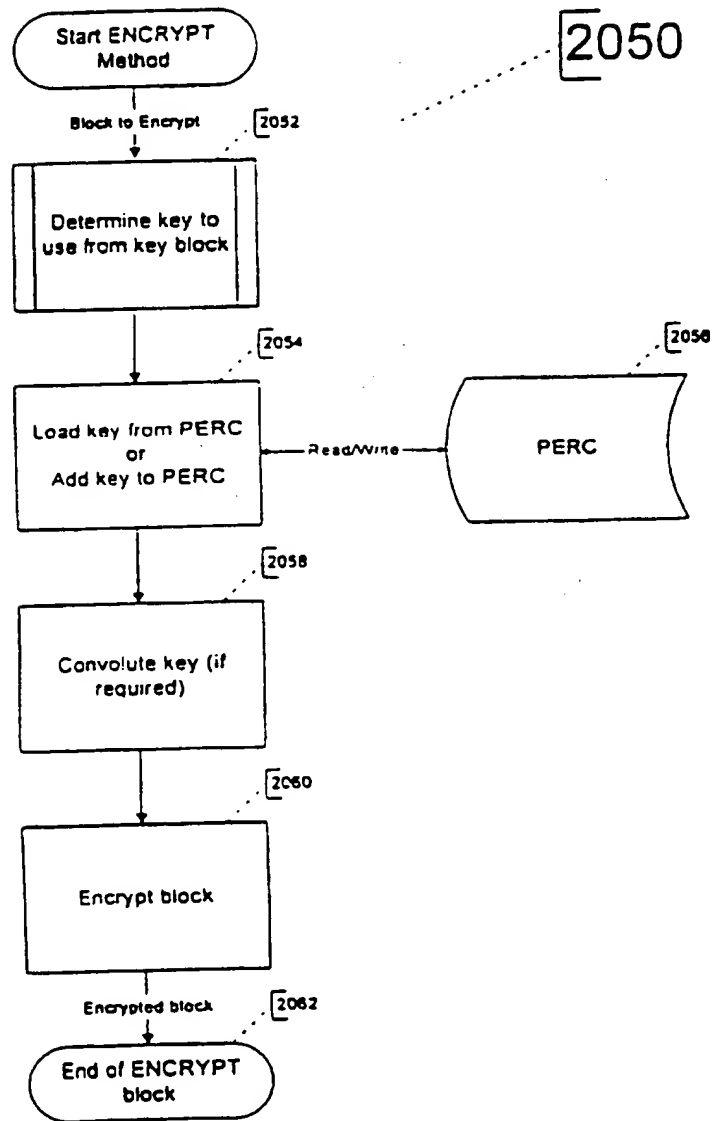 Start ENCRYPT
Method
2050
Block to Encrypt
2052
Determine key to
use from key block
2054
2056
Load key from PERC
or
Add key to PERC
Read/Write
PERC
2058
Convolute key (if
required)
2060
Encrypt block
Encrypted block
2062
End of ENCRYPT
block